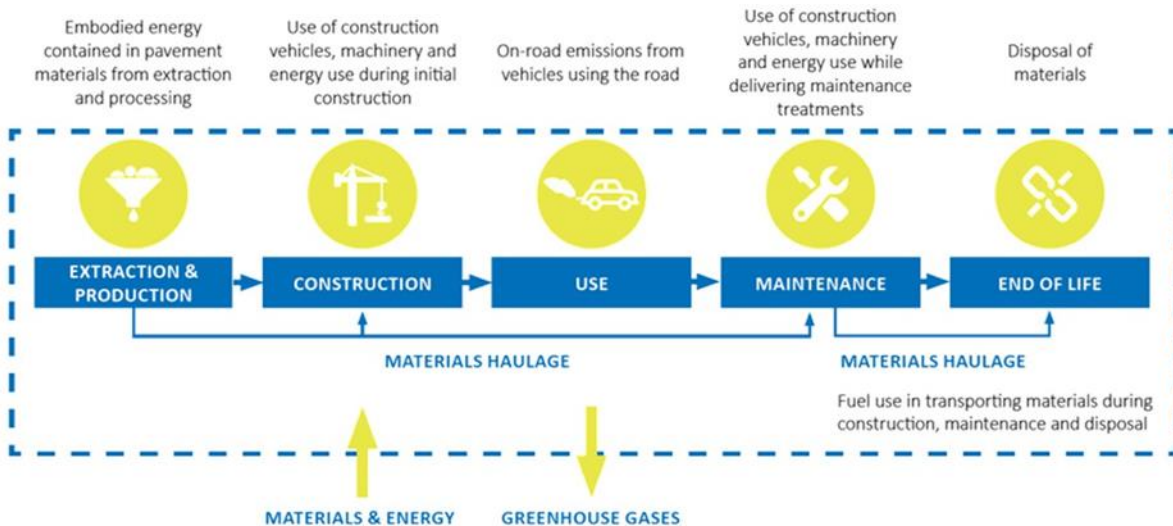 Embodied energy
contained in pavement
materials from extraction
and processing
Use of construction
vehicles, machinery and
energy use during initial
construction
On-road emissions from
vehicles using the road
Use of construction
vehicles, machinery
and energy use while
delivering maintenance
treatments
Disposal of
materials
EXTRACTION &
PRODUCTION
CONSTRUCTION
USE
MAINTENANCE
END OF LIFE
MATERIALS HAULAGE
MATERIALS HAULAGE
Fuel use in transporting materials during
construction, maintenance and disposal
MATERIALS & ENERGY
GREENHOUSE GASES